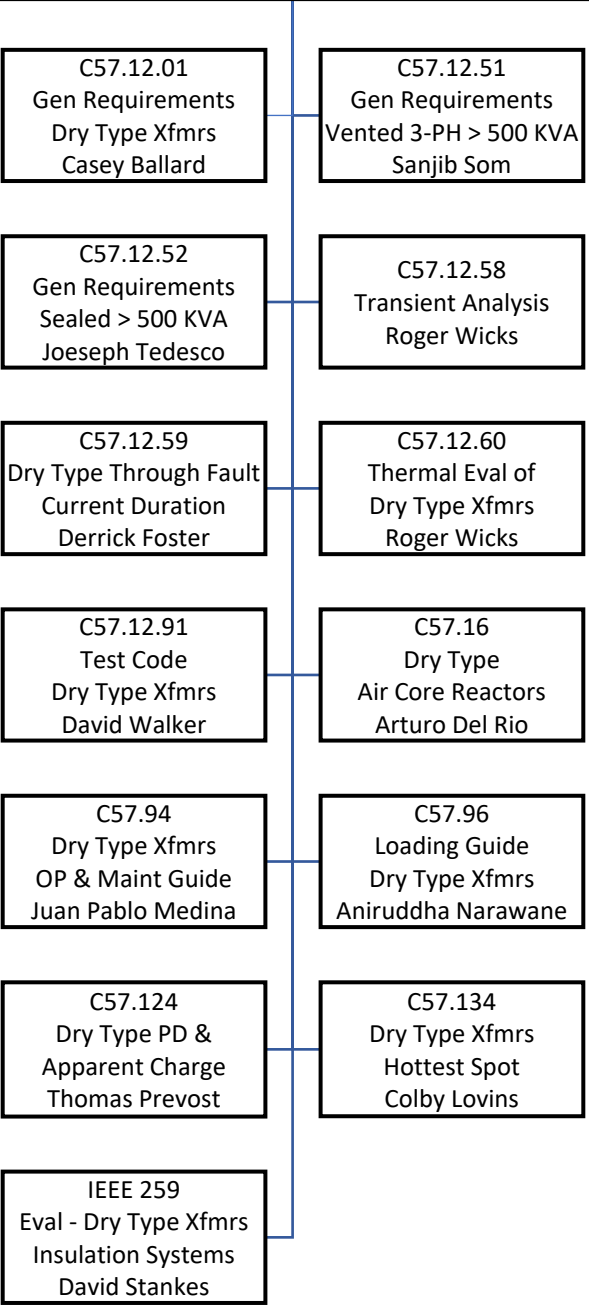 C57.12.01
Gen Requirements
Dry Type Xfmrs
Casey Ballard
C57.12.51
Gen Requirements
Vented 3-PH > 500 KVA
Sanjib Som
C57.12.52
Gen Requirements
Sealed > 500 KVA
Joeseph Tedesco
C57.12.58
Transient Analysis
Roger Wicks
C57.12.59
Dry Type Through Fault
Current Duration
Derrick Foster
C57.12.60
Thermal Eval of
Dry Type Xfmrs
Roger Wicks
C57.12.91
Test Code
Dry Type Xfmrs
David Walker
C57.16
Dry Type
Air Core Reactors
Arturo Del Rio
C57.94
Dry Type Xfmrs
OP & Maint Guide
Juan Pablo Medina
C57.96
Loading Guide
Dry Type Xfmrs
Aniruddha Narawane
C57.124
Dry Type PD &
Apparent Charge
Thomas Prevost
C57.134
Dry Type Xfmrs
Hottest Spot
Colby Lovins
IEEE 259
Eval - Dry Type Xfmrs
Insulation Systems
David Stankes